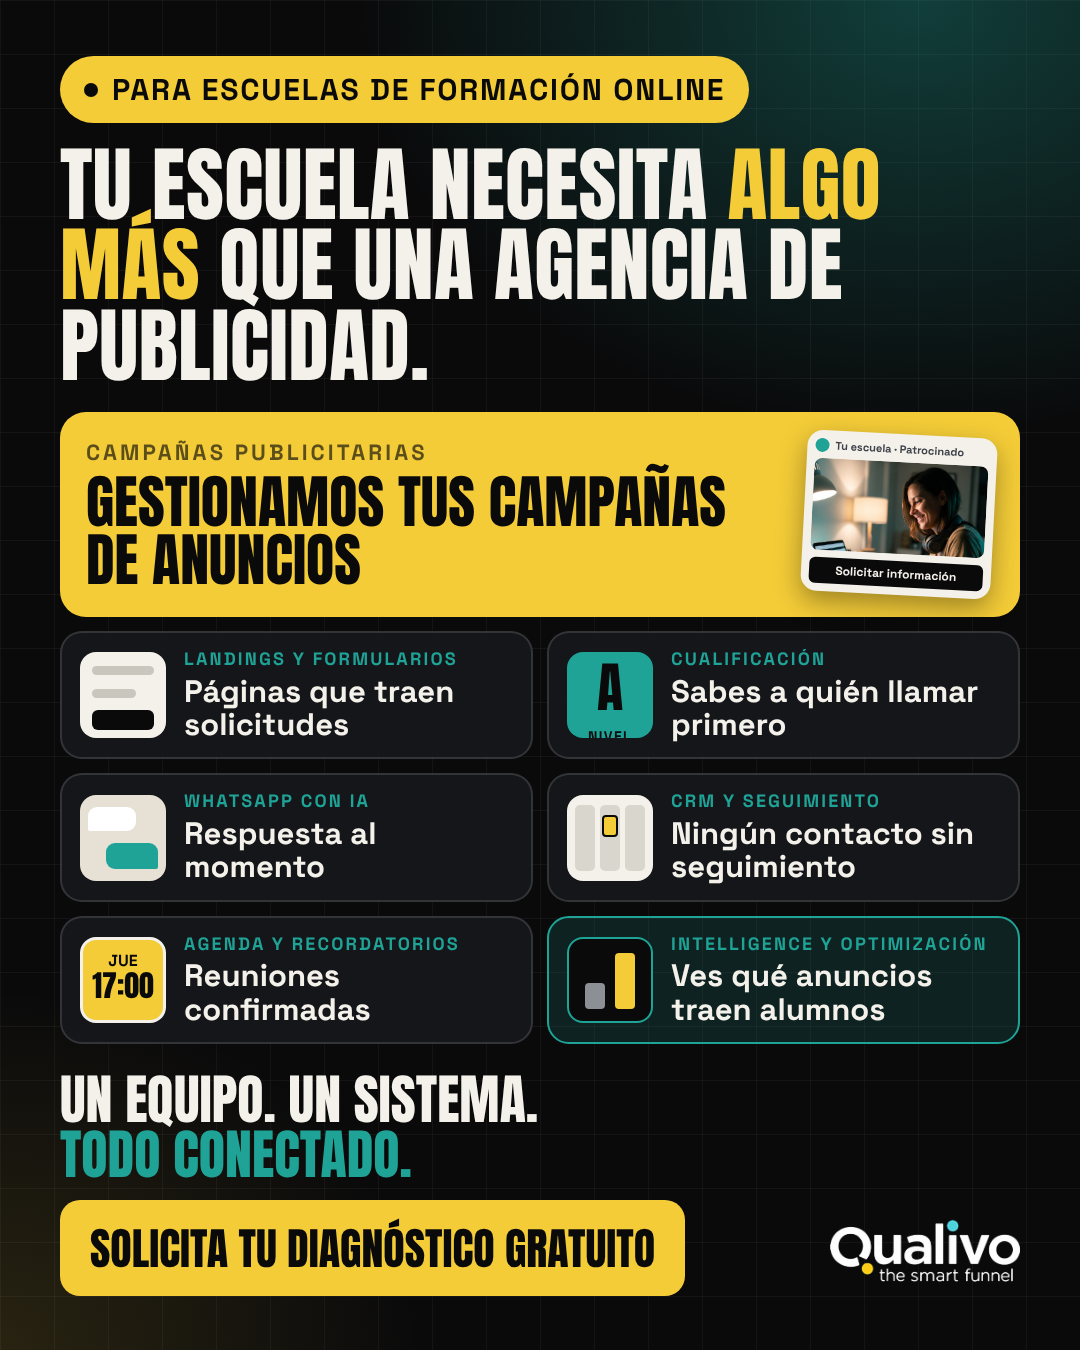 PARA ESCUELAS DE FORMACIÓN ONLINE
TU ESCUELA NECESITA ALGO
MÁS QUE UNA AGENCIA DE
PUBLICIDAD.
CAMPAÑAS PUBLICITARIAS
GESTIONAMOS TUS CAMPAÑAS
DE ANUNCIOS
Tu escuela · Patrocinado
Solicitar información
LANDINGS Y FORMULARIOS
Páginas que traen
solicitudes
A
NIVEL
CUALIFICACIÓN
Sabes a quién llamar
primero
WHATSAPP CON IA
Respuesta al
momento
CRM Y SEGUIMIENTO
Ningún contacto sin
seguimiento
JUE
17:00
AGENDA Y RECORDATORIOS
Reuniones
confirmadas
INTELLIGENCE Y OPTIMIZACIÓN
Ves qué anuncios
traen alumnos
UN EQUIPO. UN SISTEMA.
TODO CONECTADO.
SOLICITA TU DIAGNÓSTICO GRATUITO
Qualivo
the smart funnel